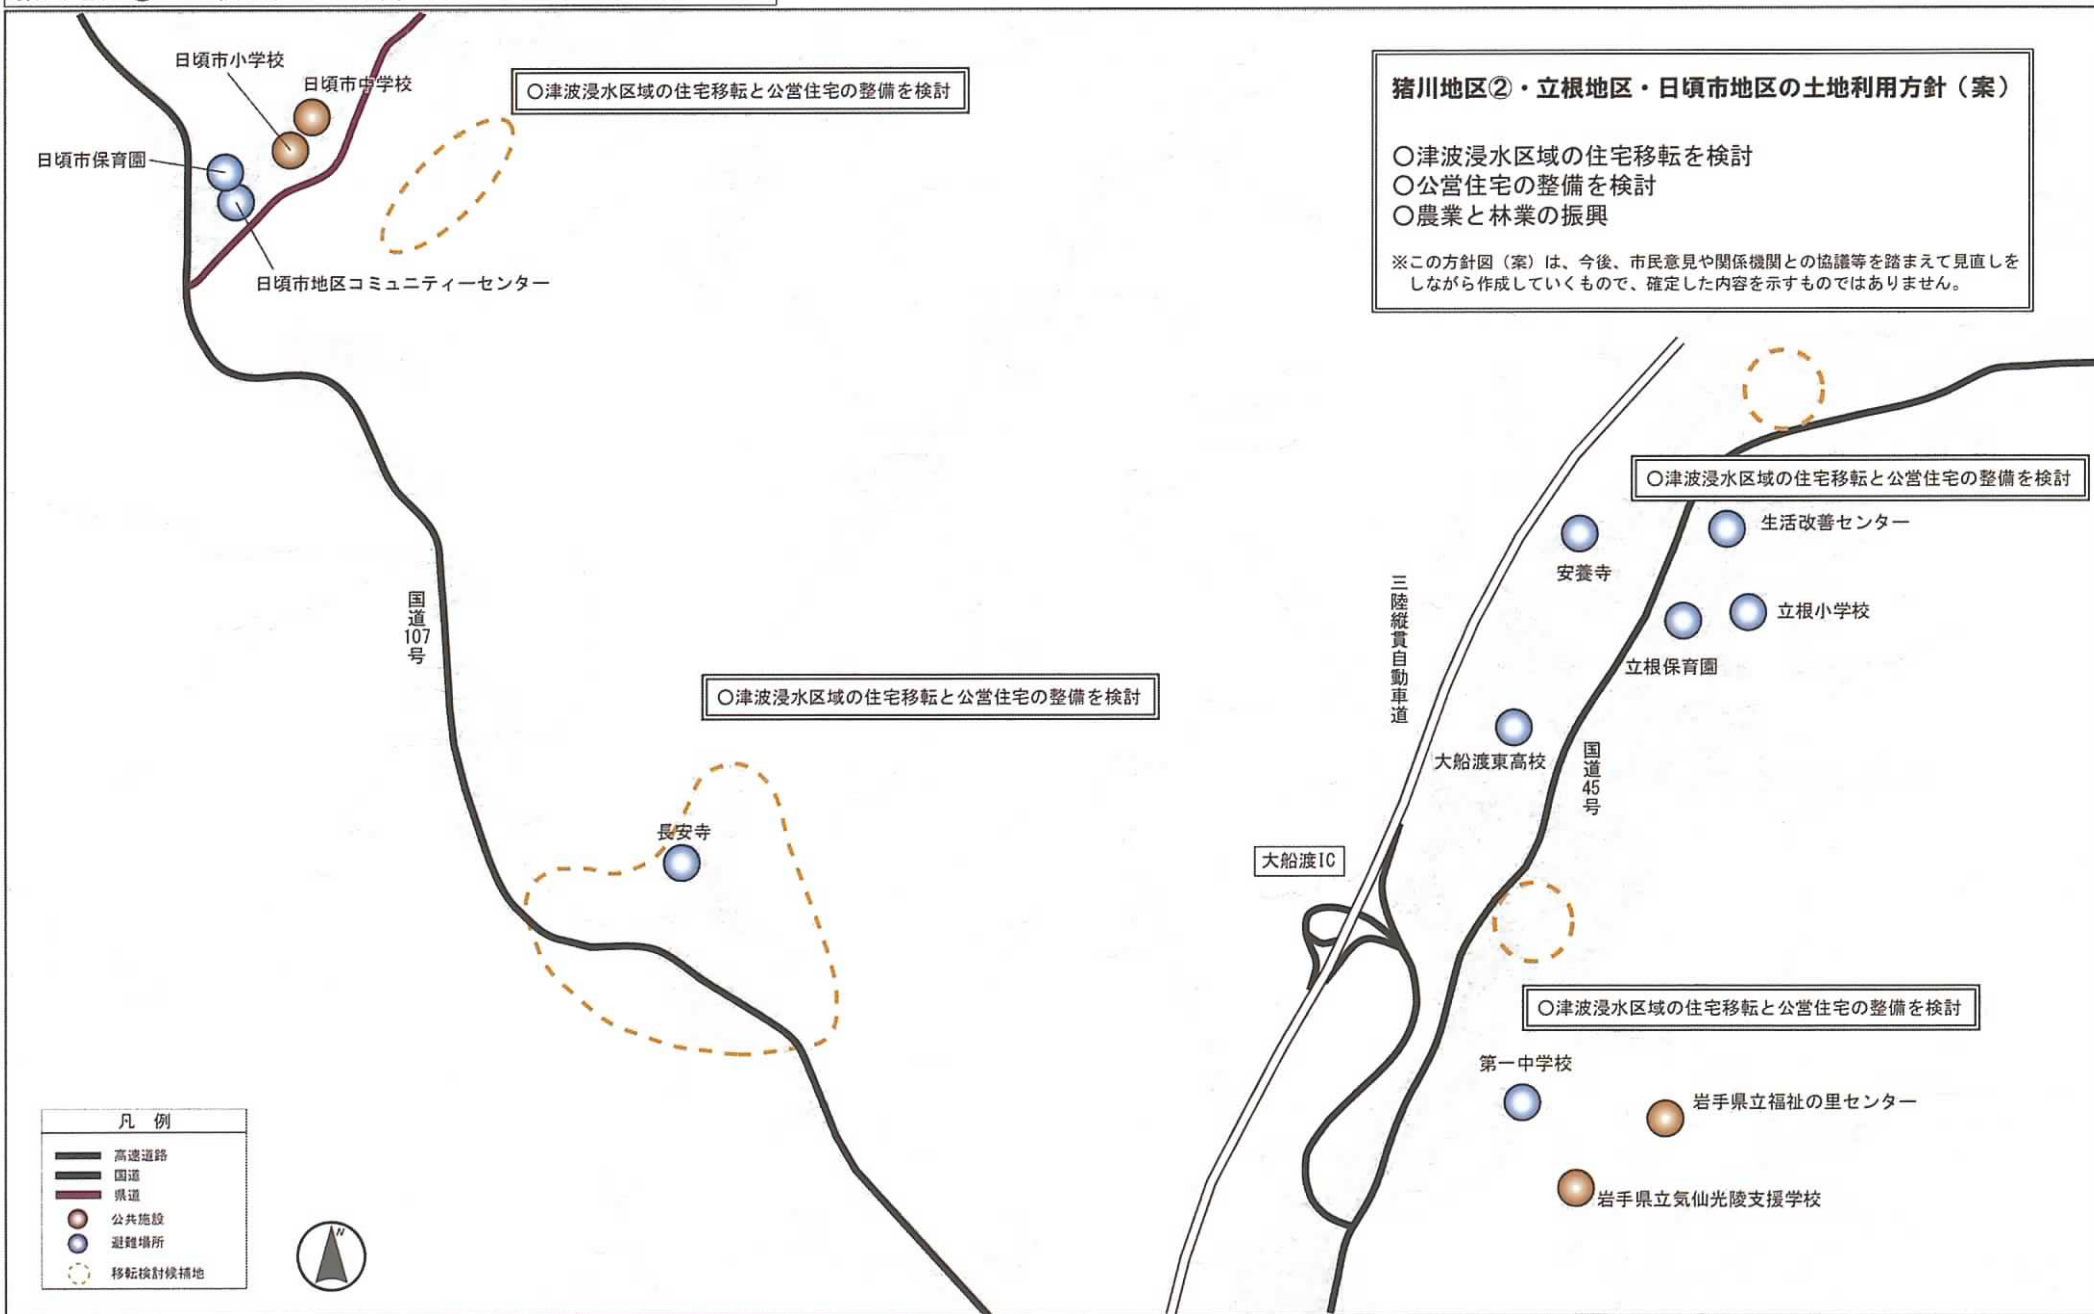 日頃市小学校
日頃市中学校
日頃市保育園
日頃市地区コミュニティーセンター
○津波浸水区域の住宅移転と公営住宅の整備を検討
猪川地区②・立根地区・日頃市地区の土地利用方針（案）
○津波浸水区域の住宅移転を検討
○公営住宅の整備を検討
○農業と林業の振興
※この方針図（案）は、今後、市民意見や関係機関との協議等を踏まえて見直しを
しながら作成していくもので、確定した内容を示すものではありません。
○津波浸水区域の住宅移転と公営住宅の整備を検討
生活改善センター
安養寺
立根小学校
立根保育園
三陸縦貫自動車道
国道107号
○津波浸水区域の住宅移転と公営住宅の整備を検討
大船渡東高校
国道45号
長安寺
大船渡IC
○津波浸水区域の住宅移転と公営住宅の整備を検討
第一中学校
岩手県立福祉の里センター
岩手県立気仙光陵支援学校
凡 例
高速道路
国道
県道
公共施設
避難場所
移転検討候補地
N